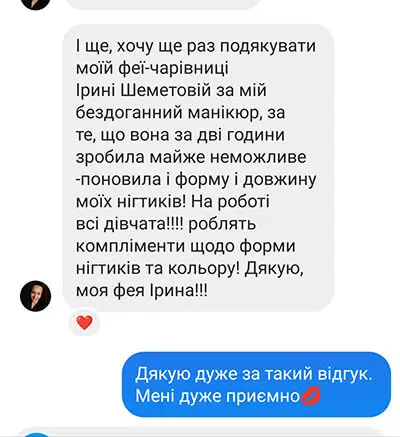 І ще, хочу ще раз подякувати
моїй феї-чарівниці
Ірині Шеметовій за мій
бездоганний манікюр, за
те, що вона за дві години
зробила майже неможливе
-поновила і форму і довжину
моїх нігтиків! На роботі
всі дівчата!!!! роблять
компліменти щодо форми
нігтиків та кольору! Дякую,
моя фея Ірина!!!
Дякую дуже за такий відгук.
Мені дуже приємно💋